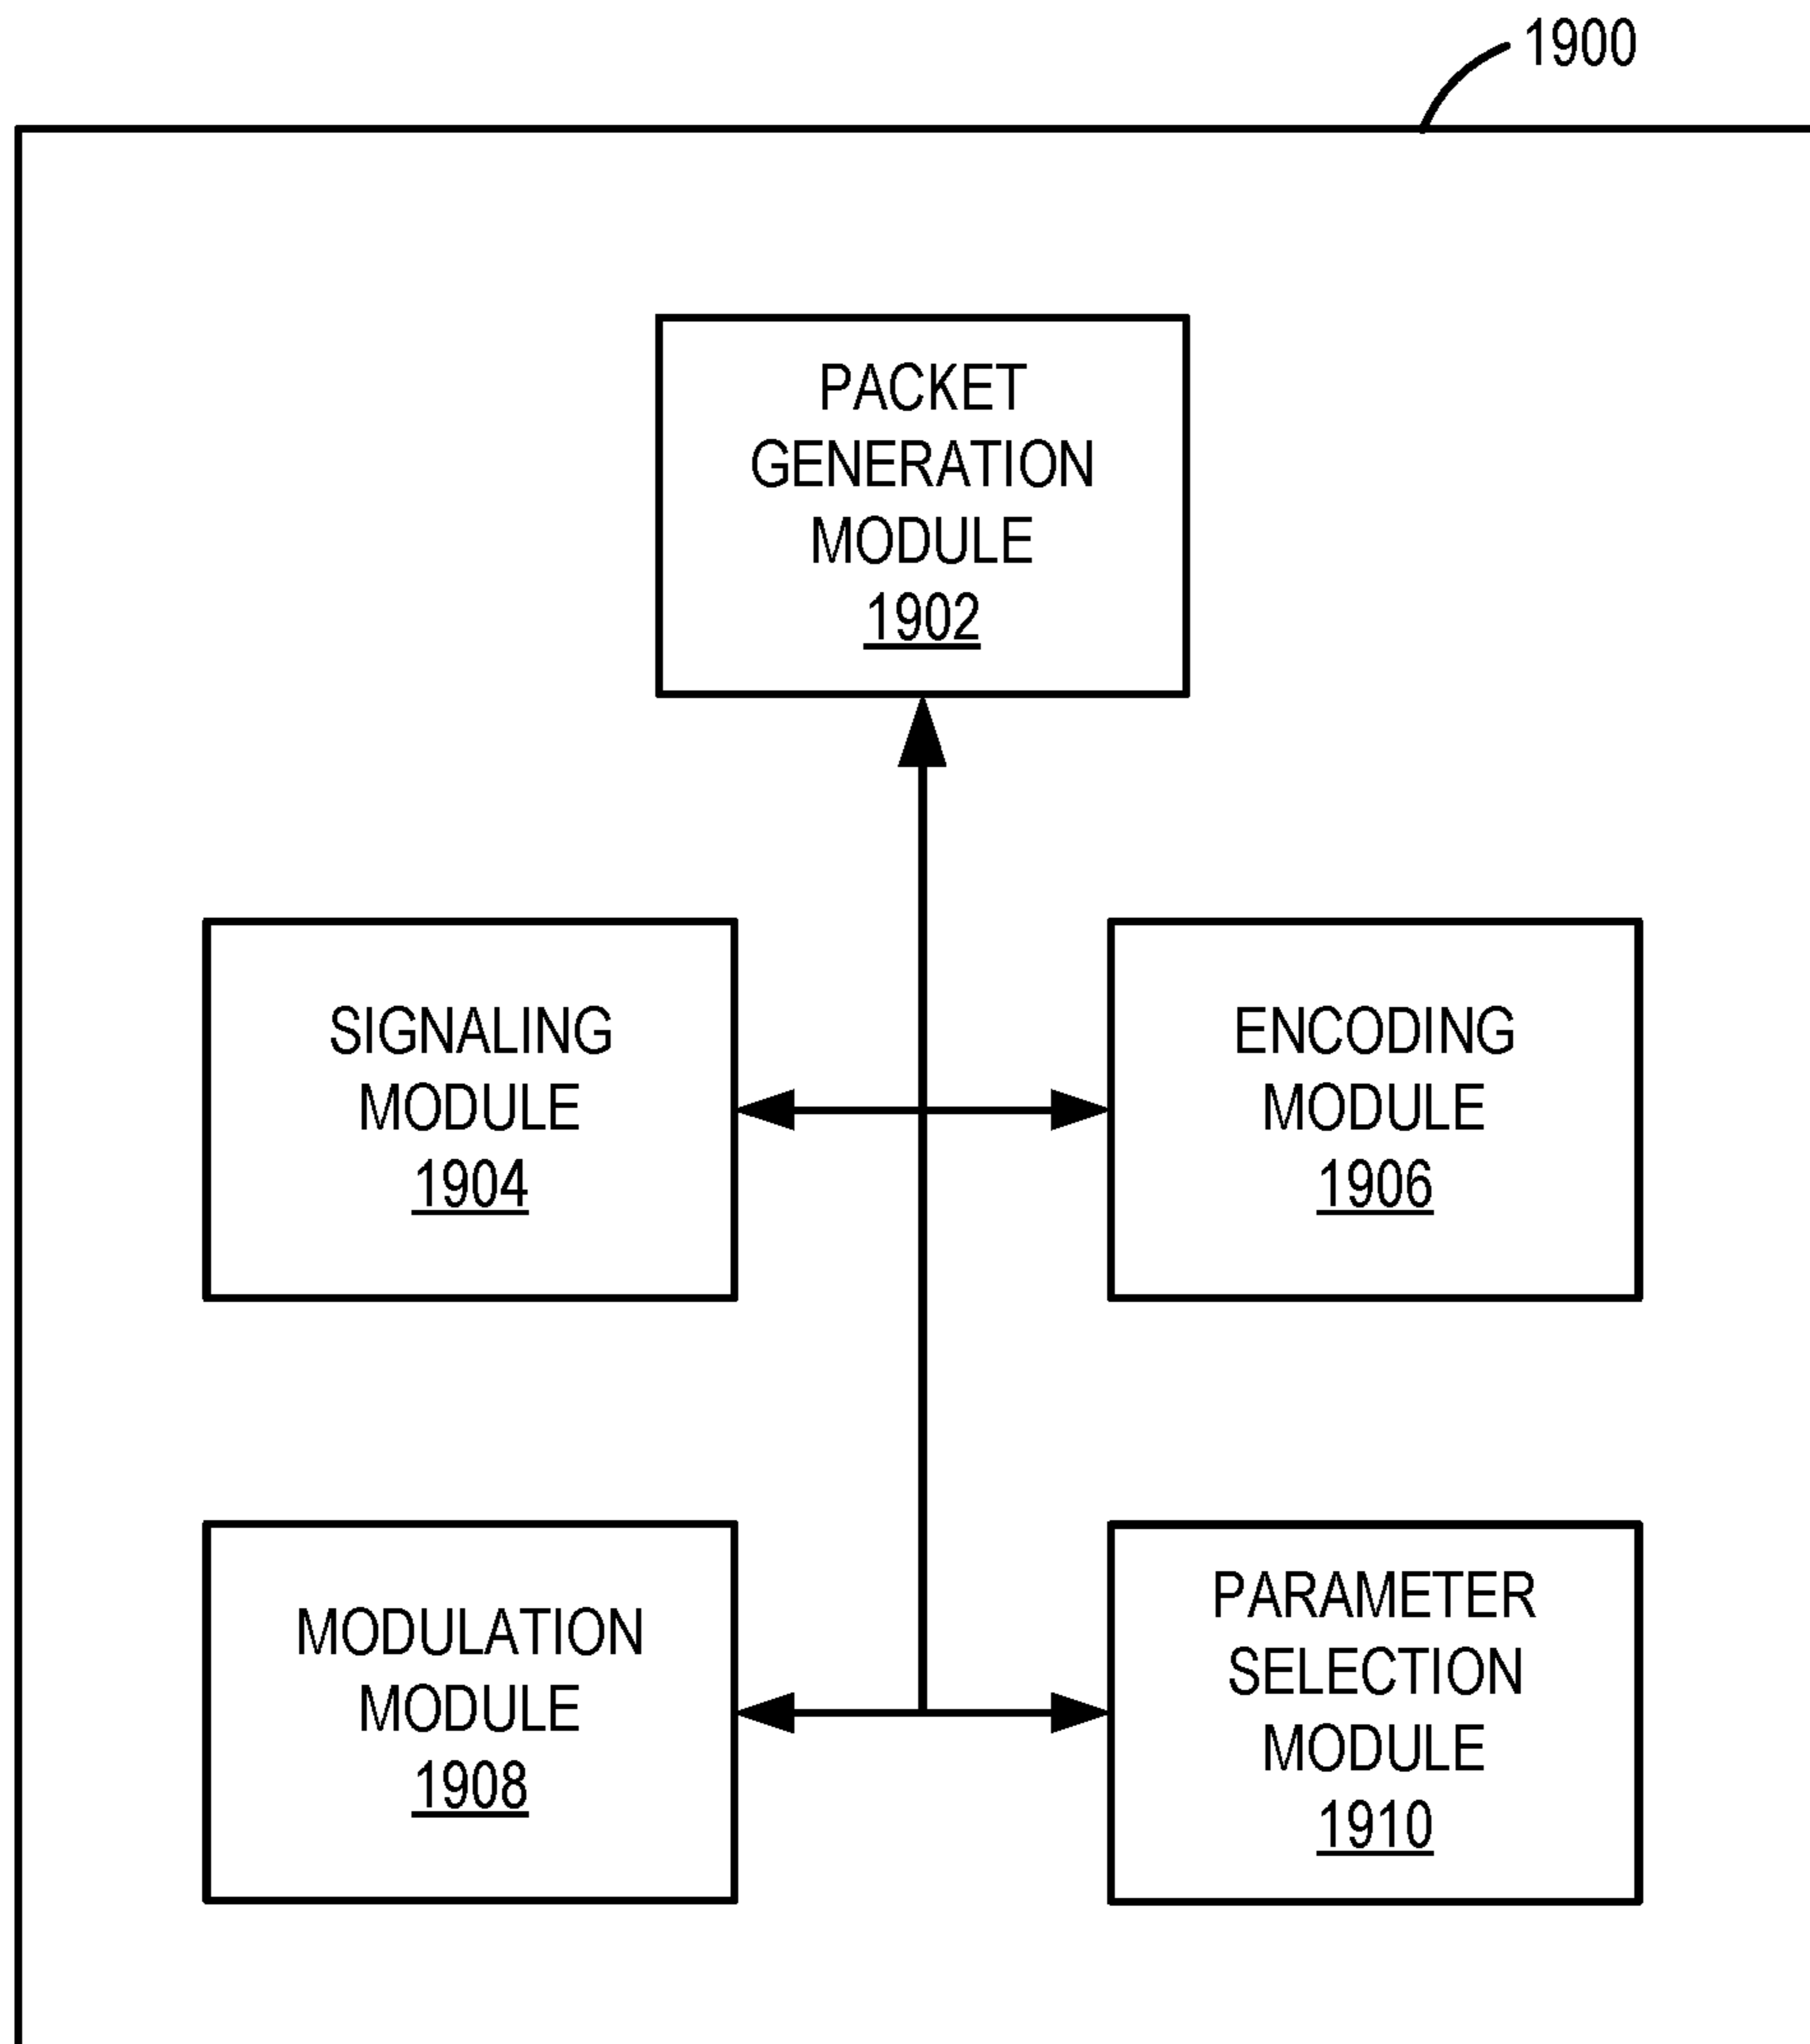 1900
PACKET
GENERATION
MODULE
1902
SIGNALING
MODULE
1904
ENCODING
MODULE
1906
MODULATION
MODULE
1908
PARAMETER
SELECTION
MODULE
1910